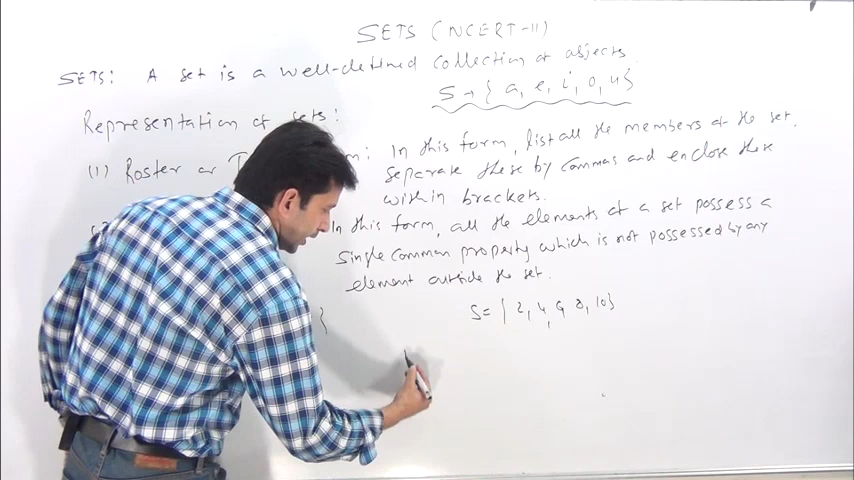 SETS (NCERT-11)
SETS: A set is a well-defined collection of objects.
S → { a, e, i, o, u}
Representation of sets:
(1) Roster or T m: In this form, list all the members of the set,
separate these by commas and enclose these
within brackets.
In this form, all the elements of a set possess a
single common property which is not possessed by any
element outside the set.
S= { 2, 4, 6, 8, 10}
}